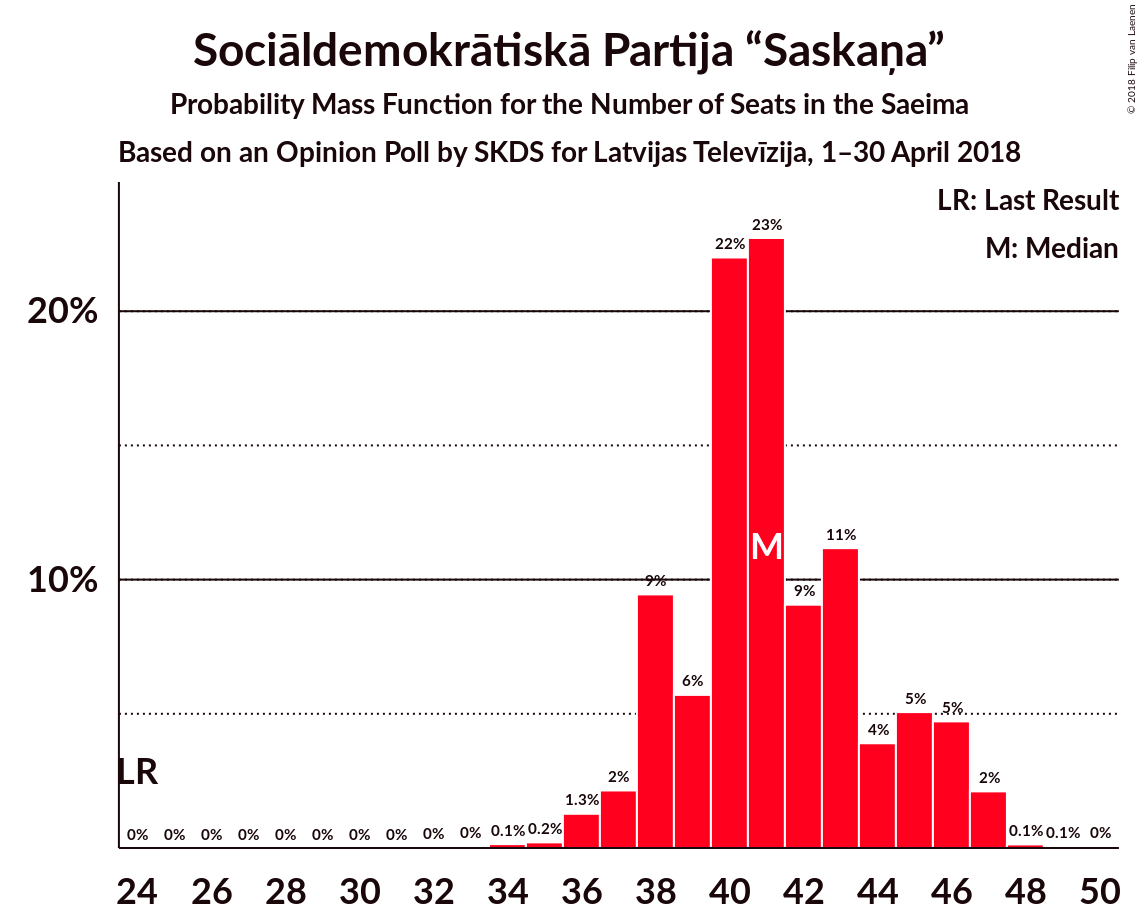 Sociāldemokrātiskā Partija “Saskaņa”
Probability Mass Function for the Number of Seats in the Saeima
Based on an Opinion Poll by SKDS for Latvijas Televīzija, 1–30 April 2018
© 2018 Filip van Laenen
LR: Last Result
M: Median
20%
10%
23%
22%
M
11%
9%
9%
6%
5%
5%
4%
LR
2%
2%
1.3%
0% 0% 0% 0% 0% 0% 0% 0% 0% 0% 0.1% 0.2% 0.1% 0.1% 0%
24 26 28 30 32 34 36 38 40 42 44 46 48 50